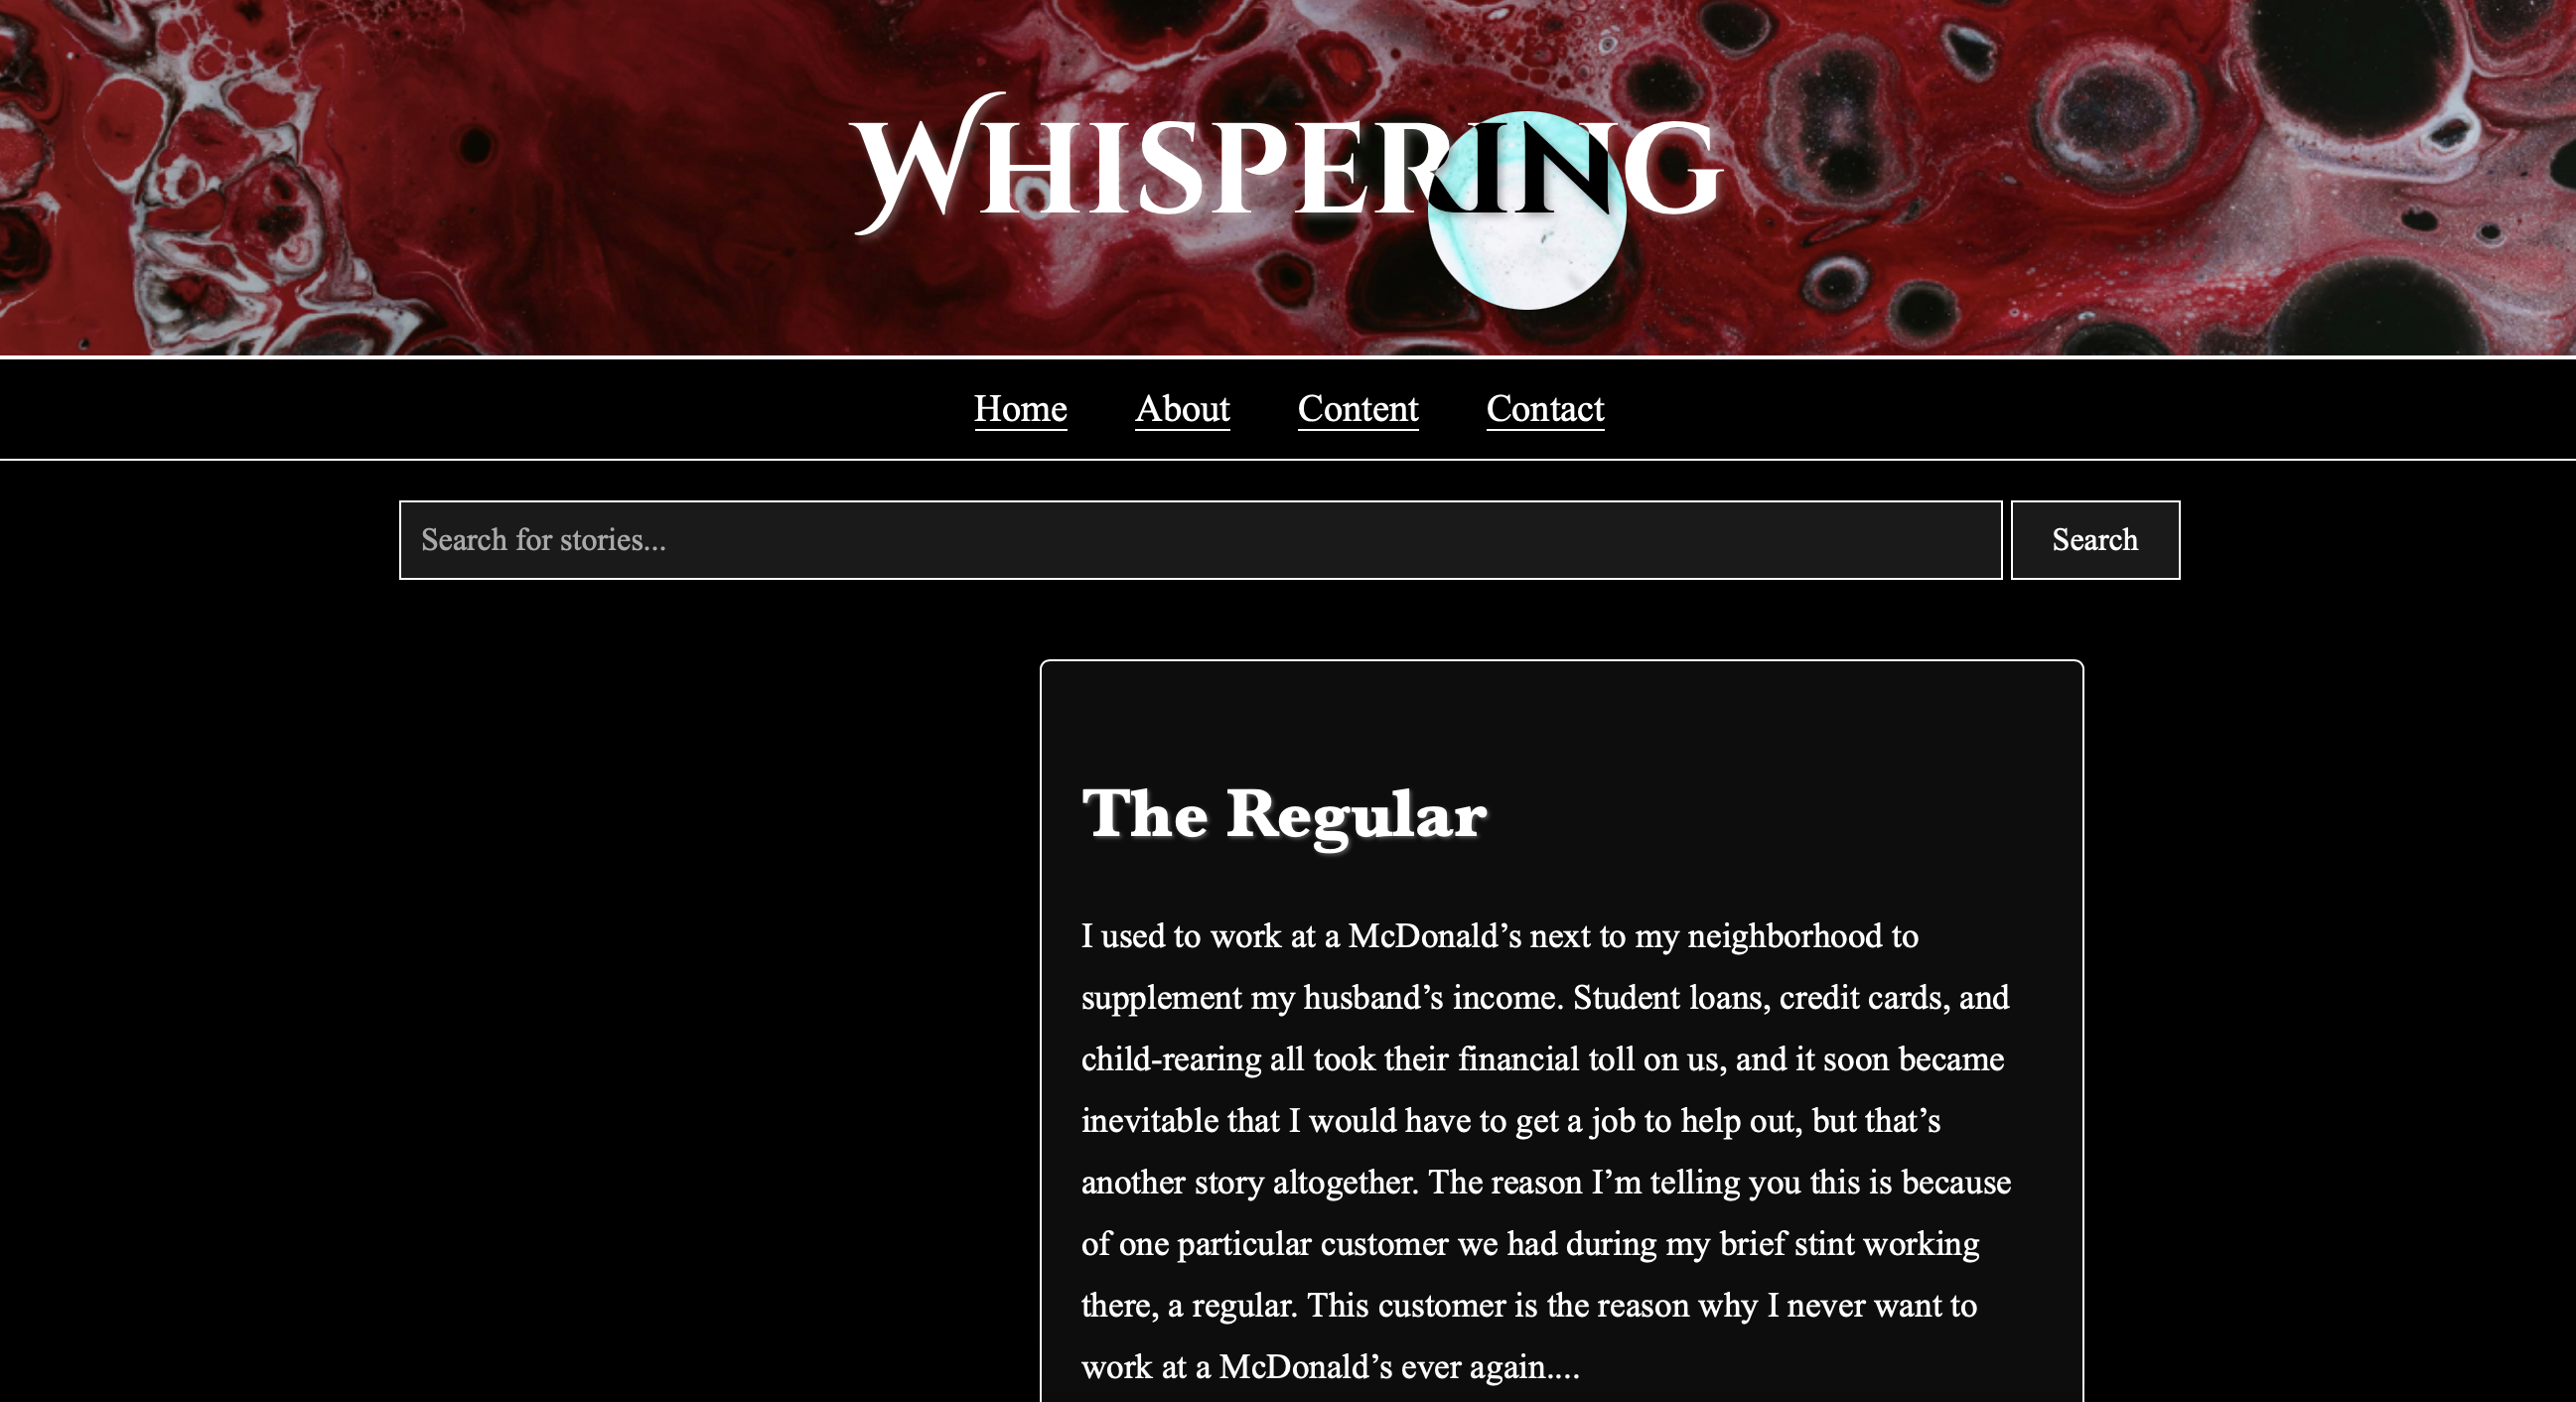 WHISPERING
Home About Content Contact
Search for stories... Search
The Regular
I used to work at a McDonald’s next to my neighborhood to
supplement my husband’s income. Student loans, credit cards, and
child-rearing all took their financial toll on us, and it soon became
inevitable that I would have to get a job to help out, but that’s
another story altogether. The reason I’m telling you this is because
of one particular customer we had during my brief stint working
there, a regular. This customer is the reason why I never want to
work at a McDonald’s ever again....